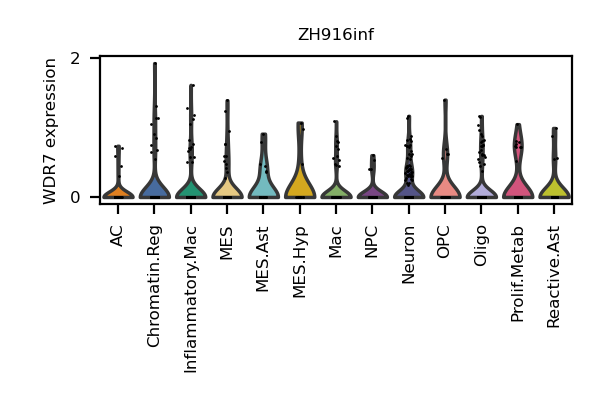 ZH916inf
WDR7 expression
2
0
AC
Chromatin.Reg
Inflammatory.Mac
MES
MES.Ast
MES.Hyp
Mac
NPC
Neuron
OPC
Oligo
Prolif.Metab
Reactive.Ast